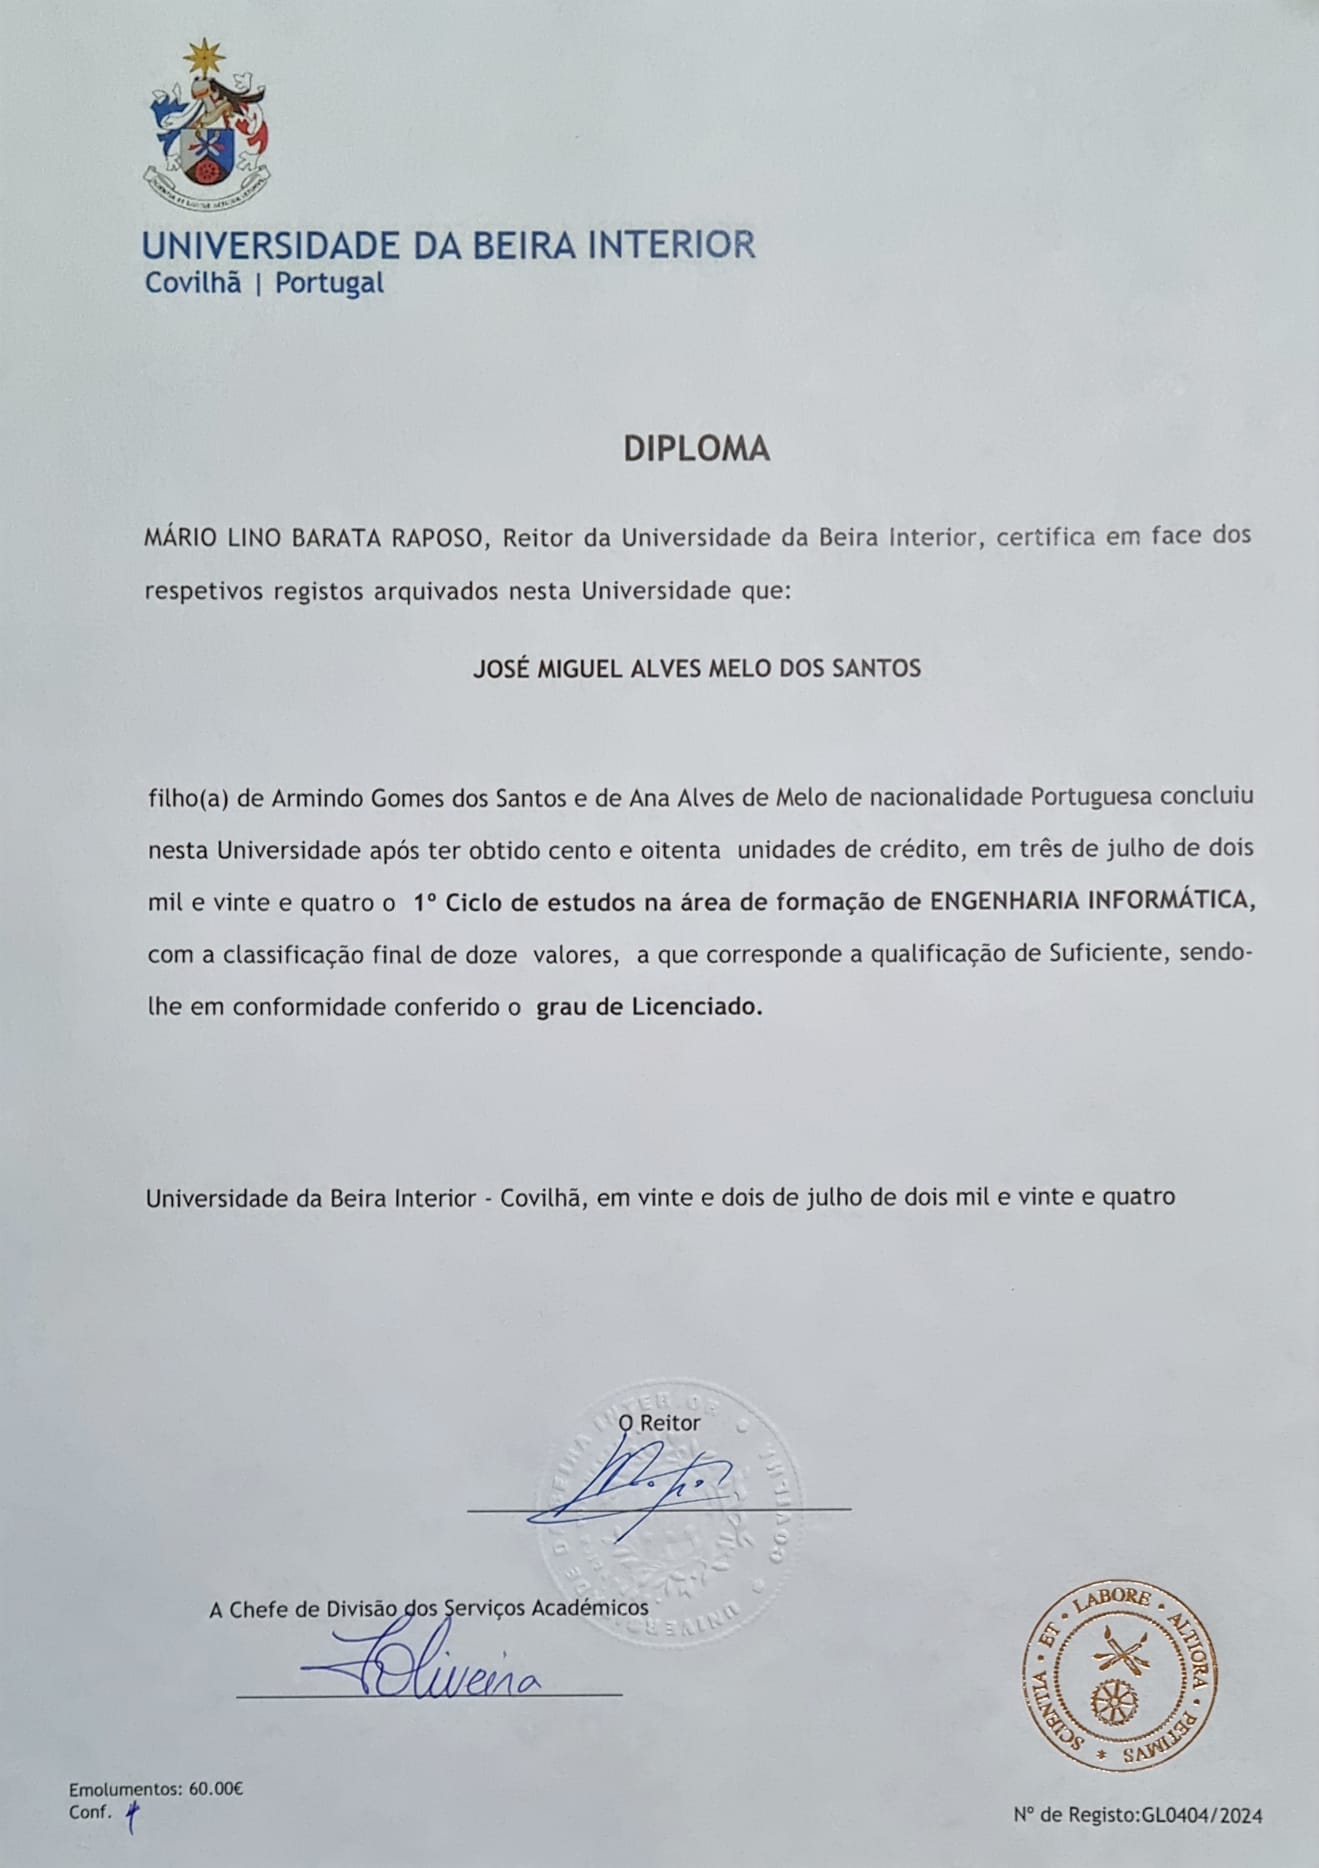 UNIVERSIDADE DA BEIRA INTERIOR
Covilhã | Portugal
DIPLOMA
MÁRIO LINO BARATA RAPOSO, Reitor da Universidade da Beira Interior, certifica em face dos
respetivos registos arquivados nesta Universidade que:
JOSÉ MIGUEL ALVES MELO DOS SANTOS
filho(a) de Armindo Gomes dos Santos e de Ana Alves de Melo de nacionalidade Portuguesa concluiu
nesta Universidade após ter obtido cento e oitenta unidades de crédito, em três de julho de dois
mil e vinte e quatro o 1º Ciclo de estudos na área de formação de ENGENHARIA INFORMÁTICA,
com a classificação final de doze valores, a que corresponde a qualificação de Suficiente, sendo-
lhe em conformidade conferido o grau de Licenciado.
Universidade da Beira Interior - Covilhã, em vinte e dois de julho de dois mil e vinte e quatro
O Reitor
A Chefe de Divisão dos Serviços Académicos
Oliveira
SCIENTIA • ET • LABORE • ALTIORA • PETIMVS
Emolumentos: 60.00€
Conf.
Nº de Registo:GL0404/2024